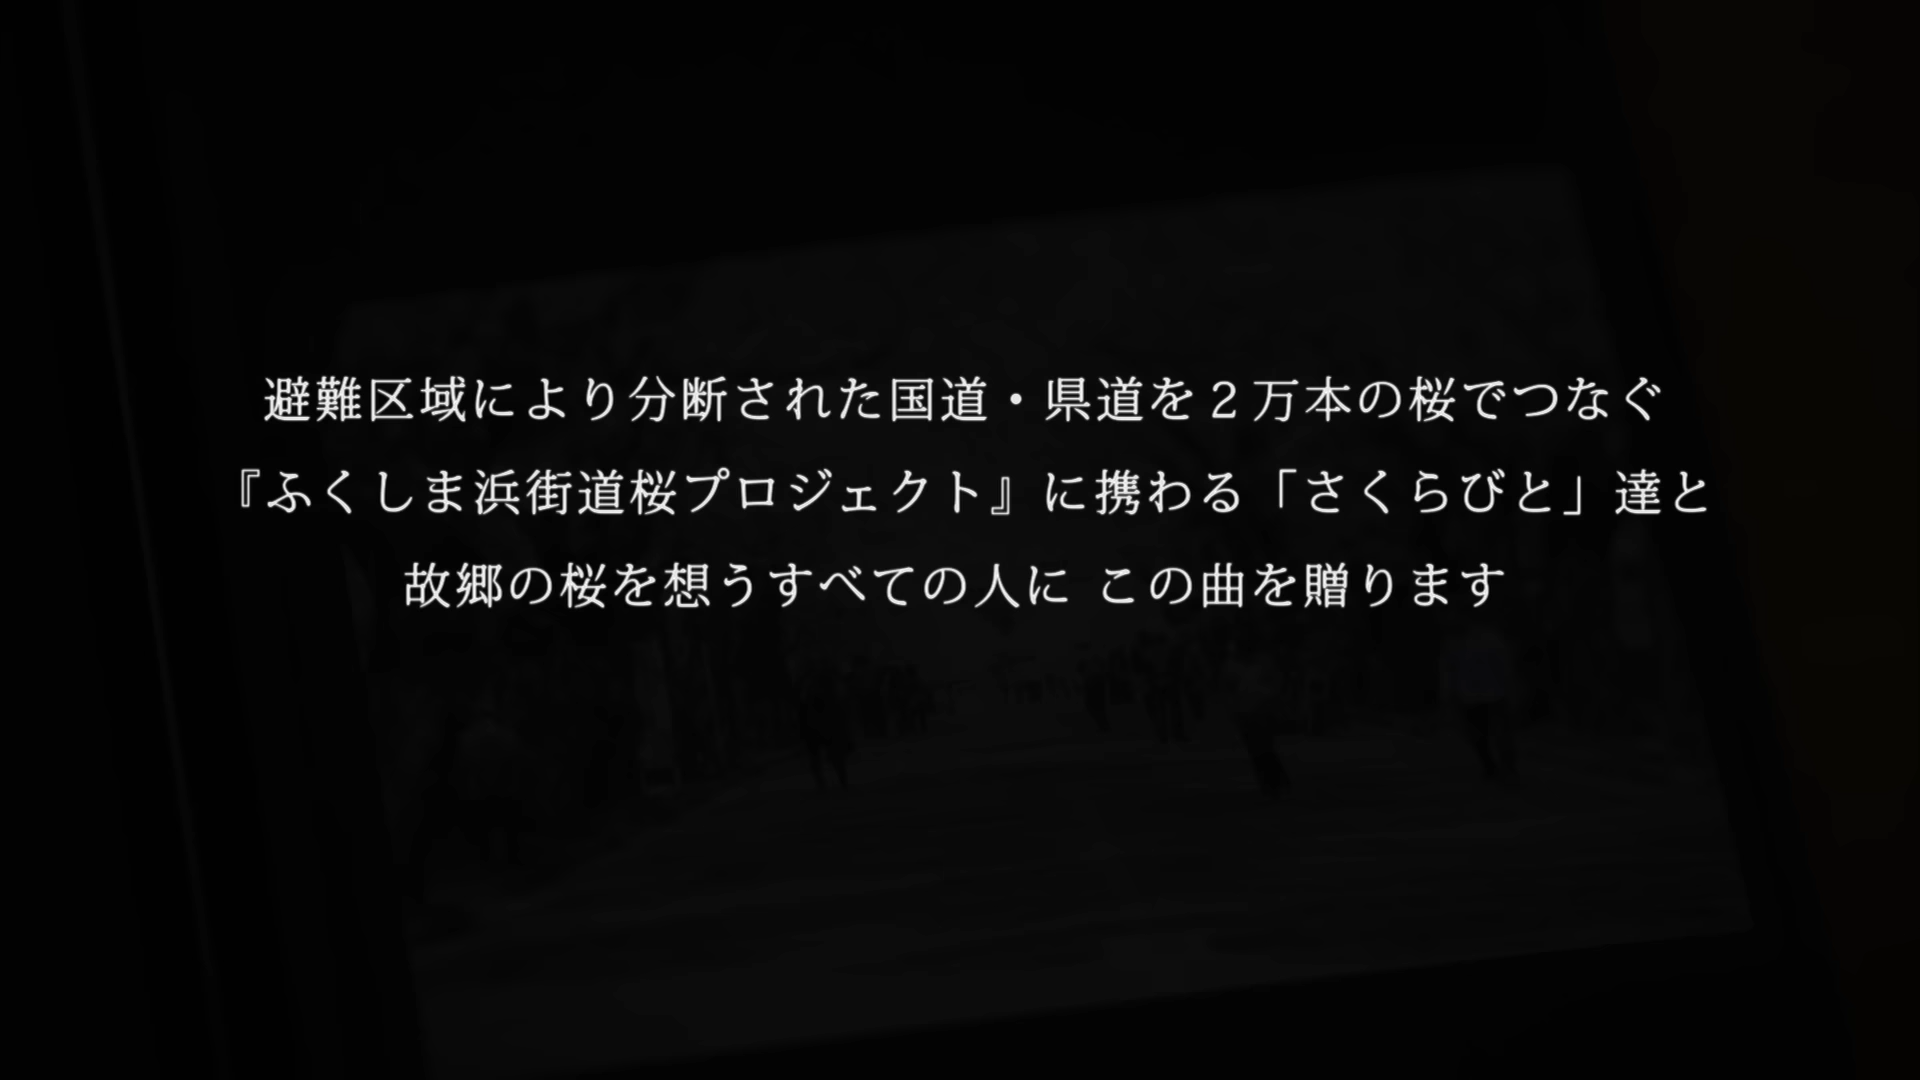 避難区域により分断された国道・県道を２万本の桜でつなぐ
『ふくしま浜街道桜プロジェクト』に携わる「さくらびと」達と
故郷の桜を想うすべての人に この曲を贈ります